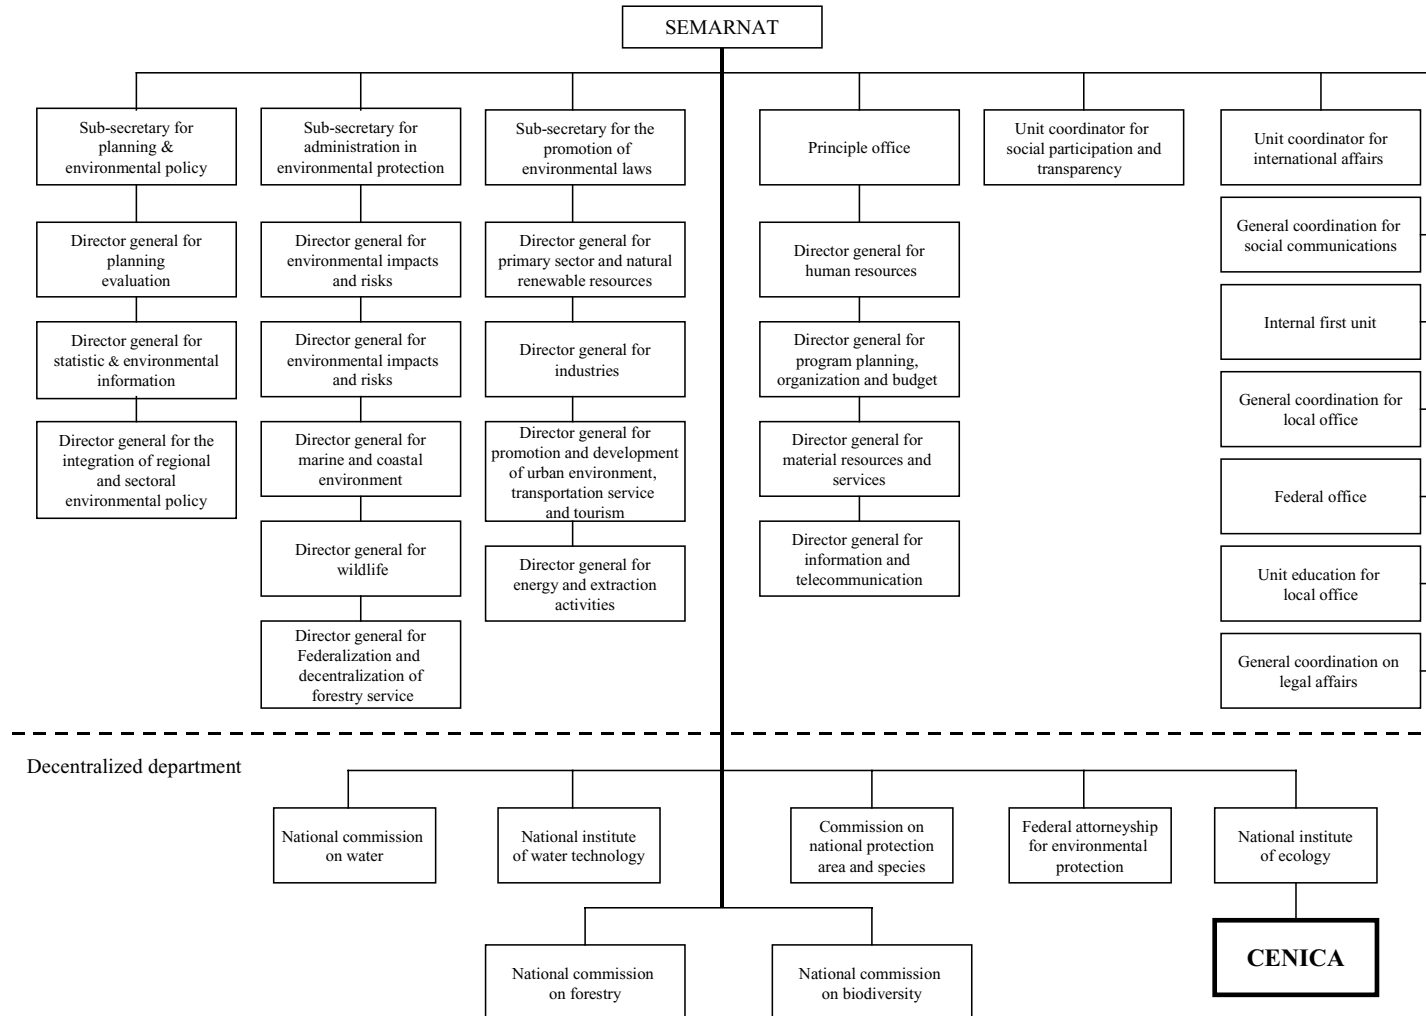 SEMARNAT
Sub-secretary for
planning &
environmental policy
Sub-secretary for
administration in
environmental protection
Sub-secretary for the
promotion of
environmental laws
Principle office
Unit coordinator for
social participation and
transparency
Unit coordinator for
international affairs
Director general for
planning
evaluation
Director general for
environmental impacts
and risks
Director general for
primary sector and natural
renewable resources
Director general for
human resources
General coordination for
social communications
Director general for
statistic & environmental
information
Director general for
environmental impacts
and risks
Director general for
industries
Director general for
program planning,
organization and budget
Internal first unit
Director general for the
integration of regional
and sectoral
environmental policy
Director general for
marine and coastal
environment
Director general for
promotion and development
of urban environment,
transportation service
and tourism
Director general for
material resources and
services
General coordination for
local office
Director general for
wildlife
Director general for
energy and extraction
activities
Director general for
information and
telecommunication
Federal office
Unit education for
local office
Director general for
Federalization and
decentralization of
forestry service
General coordination on
legal affairs
Decentralized department
National commission
on water
National institute
of water technology
Commission on
national protection
area and species
Federal attorneyship
for environmental
protection
National institute
of ecology
National commission
on forestry
National commission
on biodiversity
CENICA